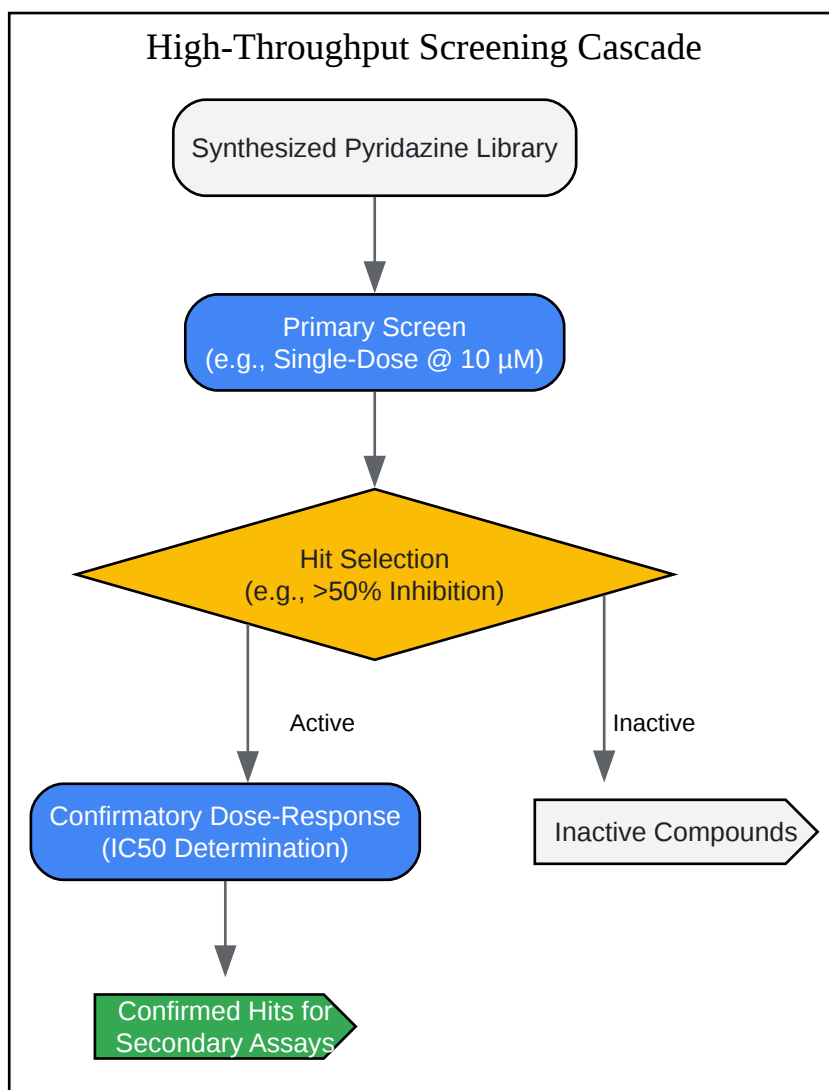 High-Throughput Screening Cascade
Synthesized Pyridazine Library
Primary Screen
(e.g., Single-Dose @ 10 µM)
Hit Selection
(e.g., >50% Inhibition)
Active
Inactive
Confirmatory Dose-Response
(IC50 Determination)
Inactive Compounds
Confirmed Hits for
Secondary Assays